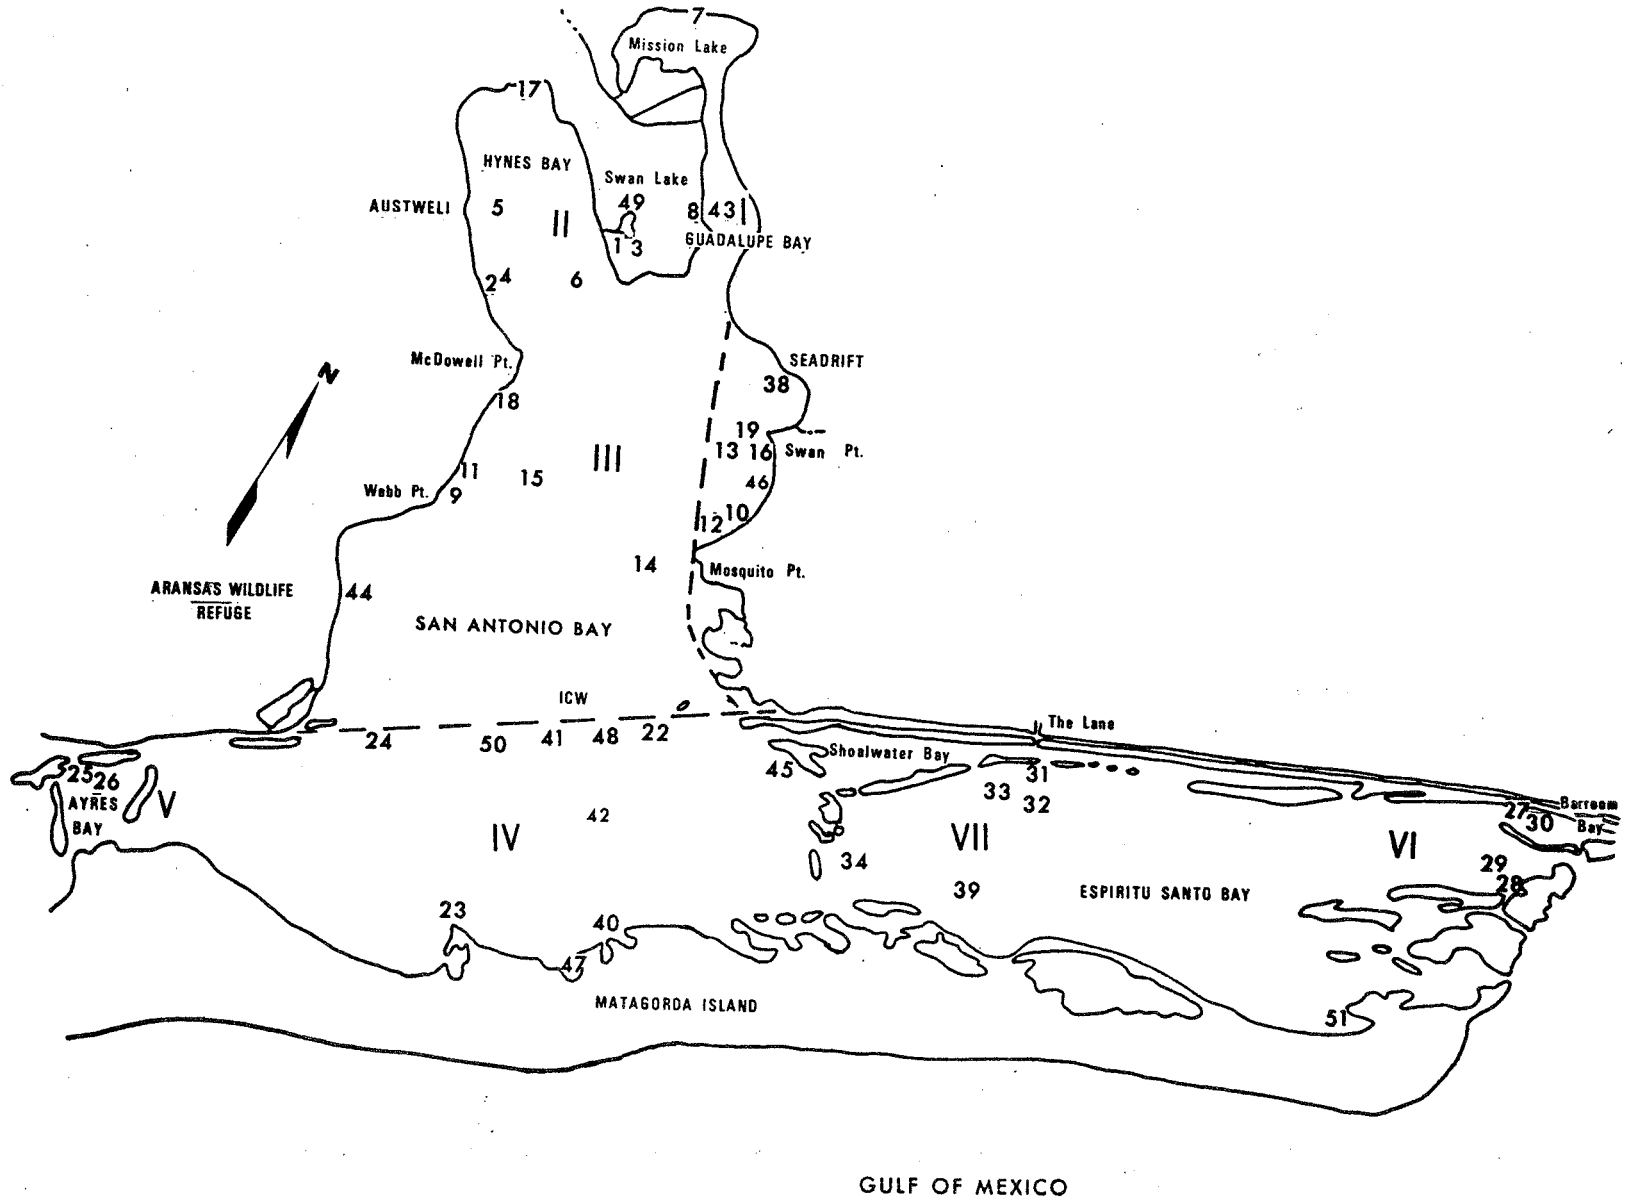 7
Mission Lake
17
HYNES BAY
Swan Lake
AUSTWELL
5
II
49
8 43 I
13
GUADALUPE BAY
24
6
McDowell Pt.
SEADRIFT
N
38
18
19
III
13 16 Swan Pt.
11
15
46
Webb Pt. 9
10
12
14
Mosquito Pt.
ARANSAS WILDLIFE
REFUGE
44
SAN ANTONIO BAY
ICW
The Lane
24
50
41
48
22
Shoalwater Bay
45
25
26
31
33
32
AYRES
BAY
V
Barroom
Bay
27
30
42
IV
VII
VI
34
29
28
39
ESPIRITU SANTO BAY
23
40
47
MATAGORDA ISLAND
51
GULF OF MEXICO